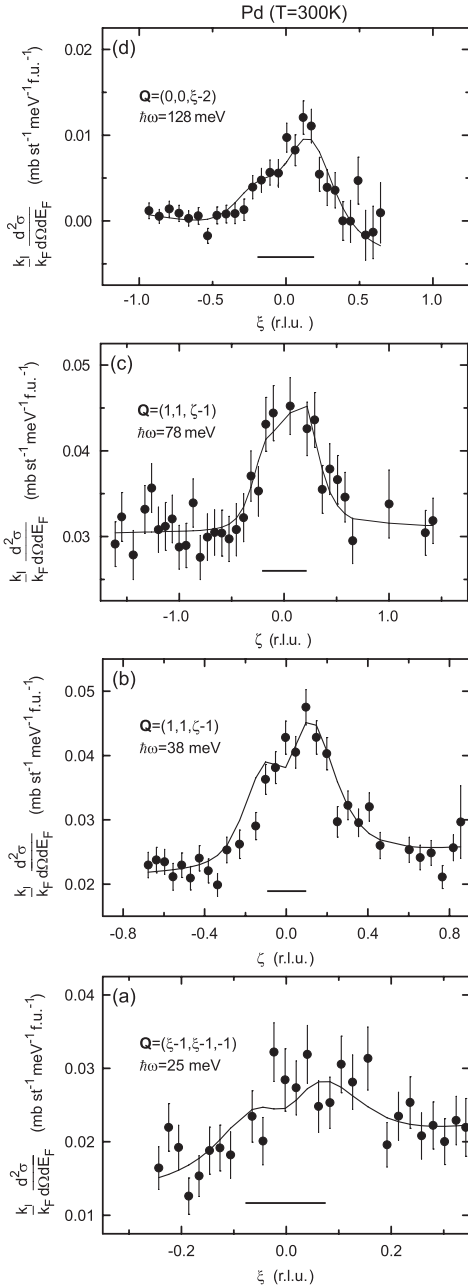 Pd (T=300K)
(d)
Q=(0,0,ξ-2)
ħω=128 meV
k_I d²σ / k_F dΩdE_F (mb st⁻¹ meV⁻¹ f.u.⁻¹)
0.02
0.01
0.00
-1.0 -0.5 0.0 0.5 1.0
ξ (r.l.u.)
(c)
Q=(1,1, ζ-1)
ħω=78 meV
k_I d²σ / k_F dΩdE_F (mb st⁻¹ meV⁻¹ f.u.⁻¹)
0.05
0.04
0.03
-1.0 0.0 1.0
ζ (r.l.u.)
(b)
Q=(1,1,ζ-1)
ħω=38 meV
k_I d²σ / k_F dΩdE_F (mb st⁻¹ meV⁻¹ f.u.⁻¹)
0.05
0.04
0.03
0.02
-0.8 -0.4 0.0 0.4 0.8
ζ (r.l.u.)
(a)
Q=(ξ-1,ξ-1,-1)
ħω=25 meV
k_I d²σ / k_F dΩdE_F (mb st⁻¹ meV⁻¹ f.u.⁻¹)
0.04
0.03
0.02
0.01
-0.2 0.0 0.2
ξ (r.l.u.)